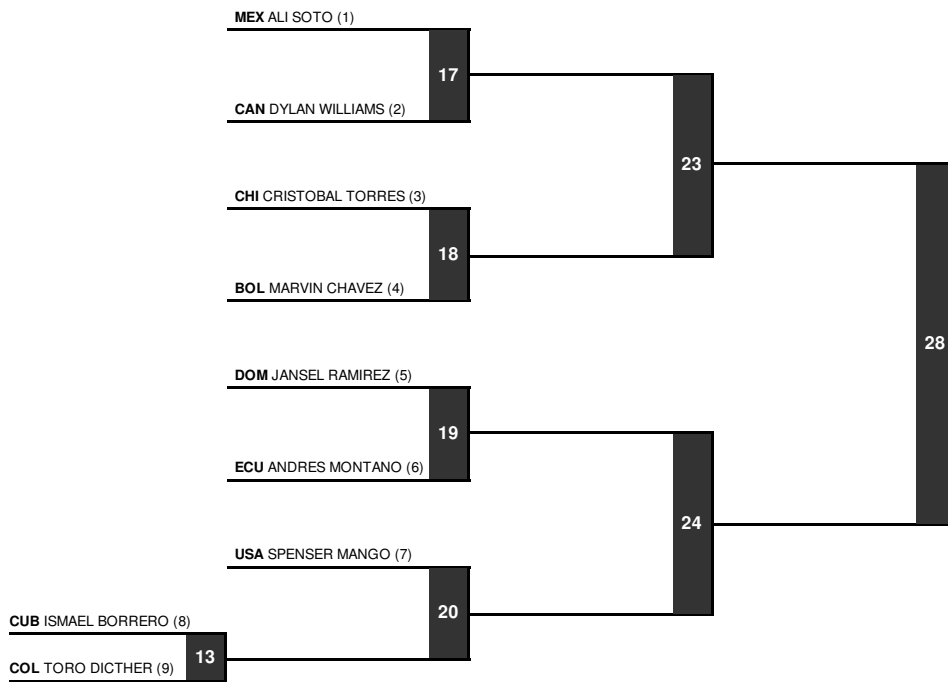 MEX ALI SOTO (1)
17
CAN DYLAN WILLIAMS (2)
23
CHI CRISTOBAL TORRES (3)
18
BOL MARVIN CHAVEZ (4)
28
DOM JANSEL RAMIREZ (5)
19
ECU ANDRES MONTANO (6)
24
USA SPENSER MANGO (7)
20
CUB ISMAEL BORRERO (8)
13
COL TORO DICTHER (9)